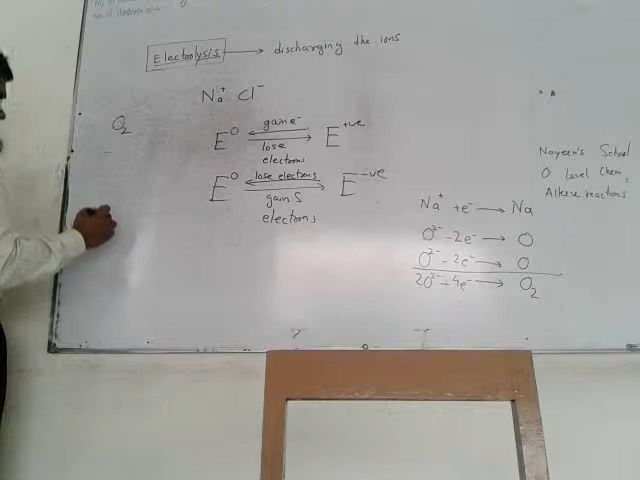 Electrolysis → discharging the ions
Na⁺ Cl⁻
O₂
gain e⁻
E⁰ ⇌ E⁺ᵛᵉ
lose
electrons
lose electrons
E⁰ ⇌ E⁻ᵛᵉ
gain S
electrons
Nayeem's School
O Level Chem,
Alkene reactions
Na⁺ + e⁻ → Na
O²⁻ - 2e⁻ → O
O²⁻ - 2e⁻ → O
2O²⁻ - 4e⁻ → O₂